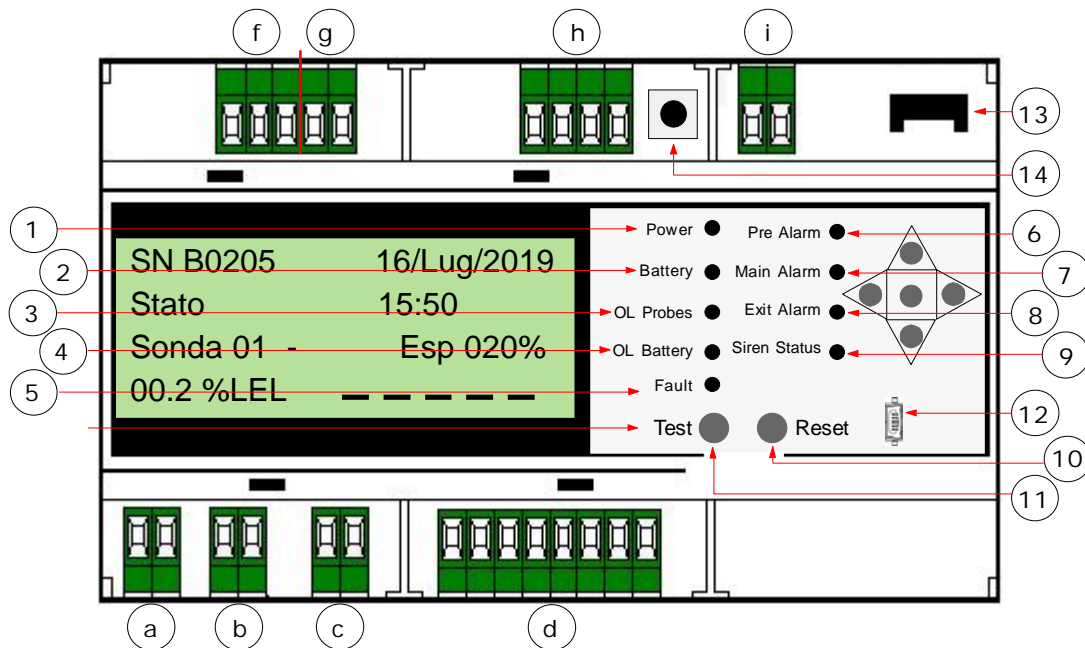 f g h i
13
14
1 Power Pre Alarm 6
SN B0205 16/Lug/2019
2 Battery Main Alarm 7
Stato 15:50
3 OL Probes Exit Alarm 8
Sonda 01 - Esp 020%
4 OL Battery Siren Status 9
00.2 %LEL _ _ _ _ _
5 Fault
12
Test Reset
10
11
a b c d